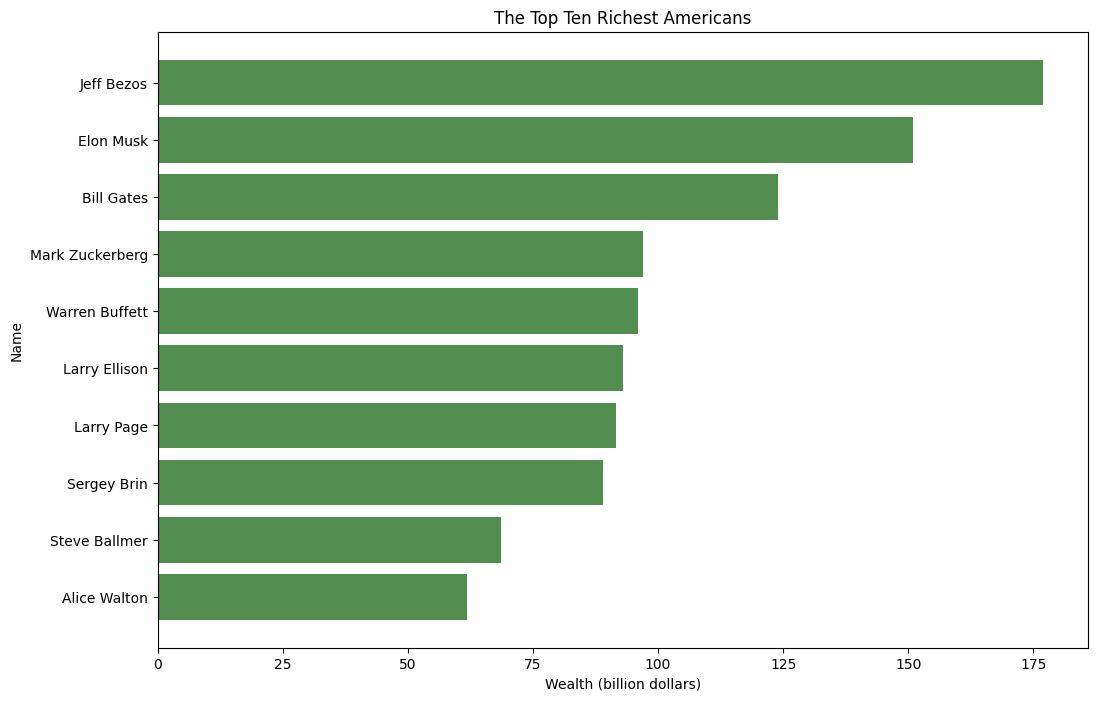 The Top Ten Richest Americans
Name
Jeff Bezos
Elon Musk
Bill Gates
Mark Zuckerberg
Warren Buffett
Larry Ellison
Larry Page
Sergey Brin
Steve Ballmer
Alice Walton
0 25 50 75 100 125 150 175
Wealth (billion dollars)